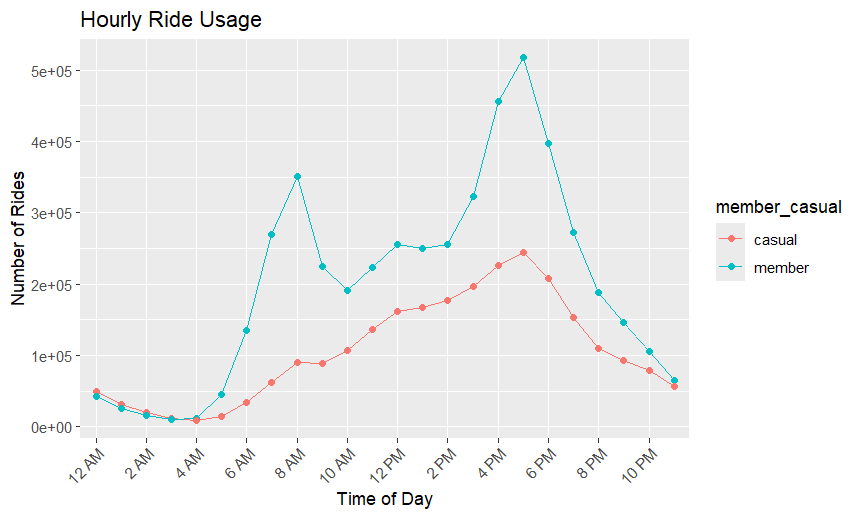 Hourly Ride Usage
5e+05
4e+05
3e+05
2e+05
1e+05
0e+00
Number of Rides
12 AM
2 AM
4 AM
6 AM
8 AM
10 AM
12 PM
2 PM
4 PM
6 PM
8 PM
10 PM
Time of Day
member_casual
casual
member